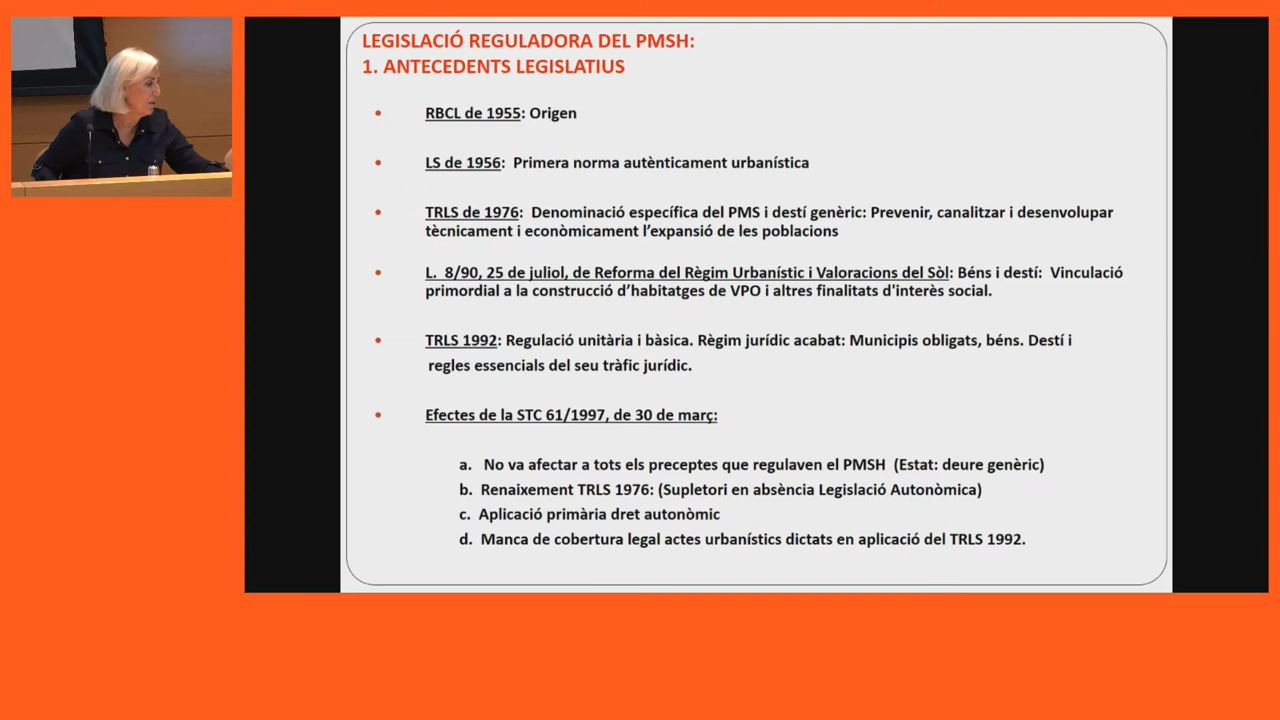 LEGISLACIÓ REGULADORA DEL PMSH:
1. ANTECEDENTS LEGISLATIUS
• RBCL de 1955: Origen
• LS de 1956: Primera norma autènticament urbanística
• TRLS de 1976: Denominació específica del PMS i destí genèric: Prevenir, canalitzar i desenvolupar
tècnicament i econòmicament l’expansió de les poblacions
• L. 8/90, 25 de juliol, de Reforma del Règim Urbanístic i Valoracions del Sòl: Béns i destí: Vinculació
primordial a la construcció d’habitatges de VPO i altres finalitats d'interès social.
• TRLS 1992: Regulació unitària i bàsica. Règim jurídic acabat: Municipis obligats, béns. Destí i
regles essencials del seu tràfic jurídic.
• Efectes de la STC 61/1997, de 30 de març:
a. No va afectar a tots els preceptes que regulaven el PMSH (Estat: deure genèric)
b. Renaixement TRLS 1976: (Supletori en absència Legislació Autonòmica)
c. Aplicació primària dret autonòmic
d. Manca de cobertura legal actes urbanístics dictats en aplicació del TRLS 1992.